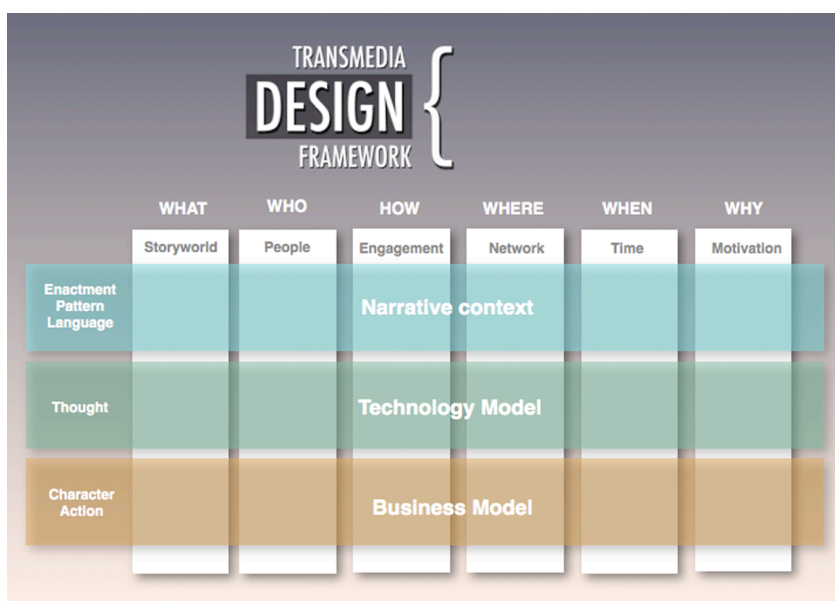 TRANSMEDIA
DESIGN {
FRAMEWORK
WHAT WHO HOW WHERE WHEN WHY
Storyworld People Engagement Network Time Motivation
Enactment
Pattern
Language
Narrative context
Thought
Technology Model
Character
Action
Business Model